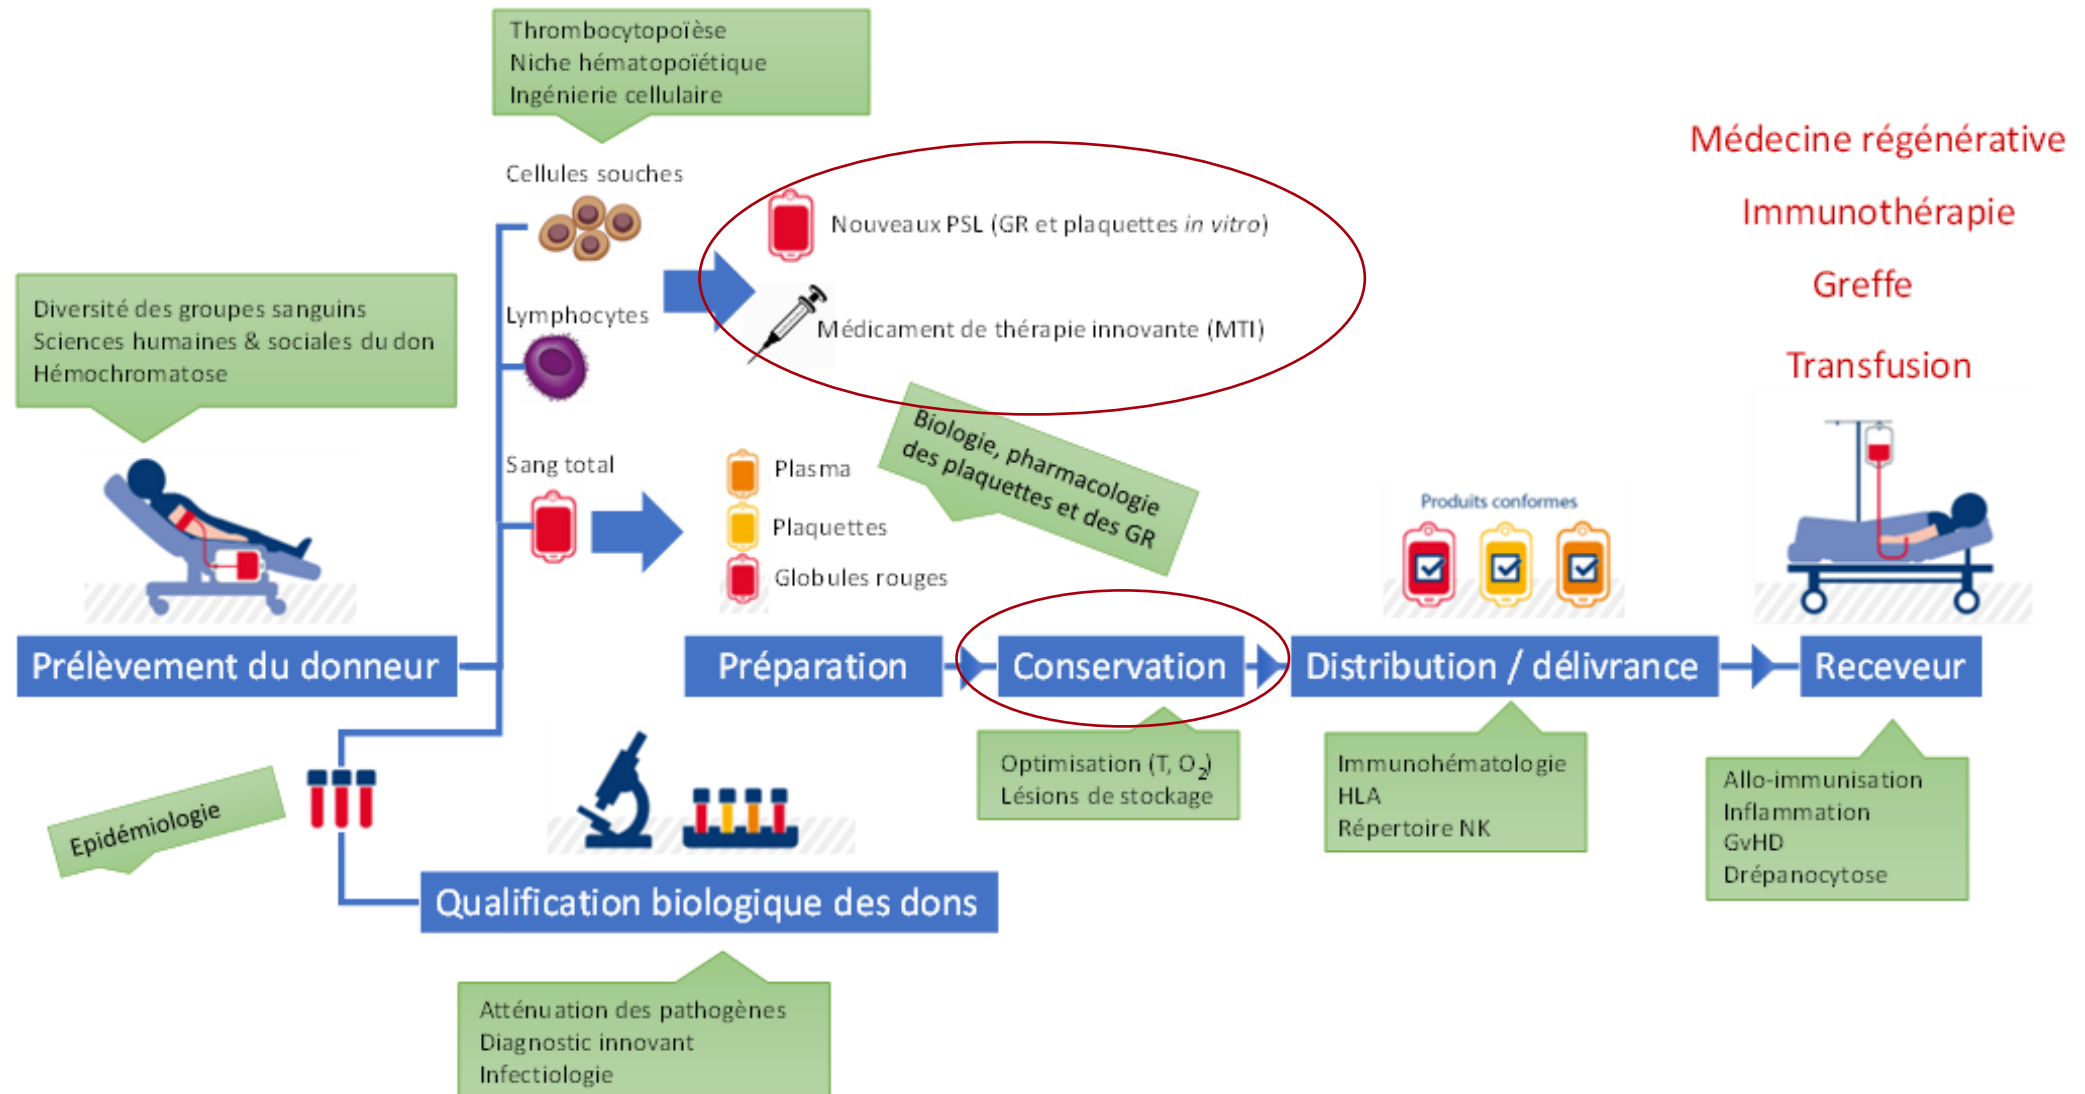 Thrombocytopoïèse
Niche hématopoïétique
Ingénierie cellulaire
Cellules souches
Nouveaux PSL (GR et plaquettes in vitro)
Médecine régénérative
Immunothérapie
Greffe
Transfusion
Diversité des groupes sanguins
Sciences humaines & sociales du don
Hémochromatose
Lymphocytes
Médicament de thérapie innovante (MTI)
Biologie, pharmacologie
des plaquettes et des GR
Sang total
Plasma
Plaquettes
Globules rouges
Produits conformes
Prélèvement du donneur
Préparation
Conservation
Distribution / délivrance
Receveur
Epidémiologie
Optimisation (T, O₂)
Lésions de stockage
Immunohématologie
HLA
Répertoire NK
Allo-immunisation
Inflammation
GvHD
Drépanocytose
Qualification biologique des dons
Atténuation des pathogènes
Diagnostic innovant
Infectiologie